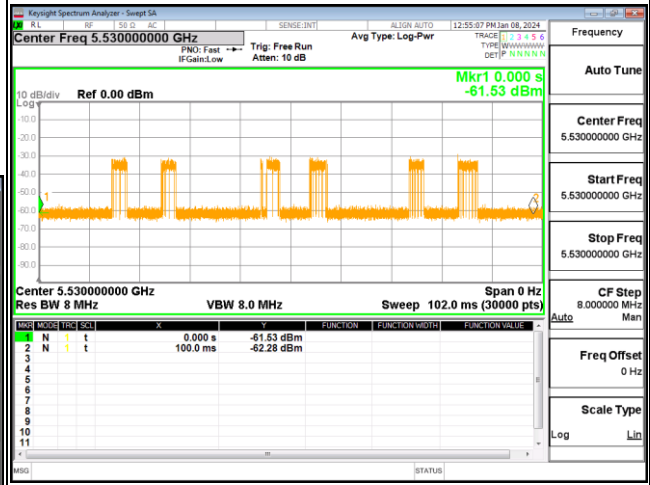 Keysight Spectrum Analyzer - Swept SA
RL RF 50 Ω AC SENSE:INT ALIGN AUTO 12:55:07 PM Jan 08, 2024
Center Freq 5.530000000 GHz
PNO: Fast
IFGain:Low
Trig: Free Run
Atten: 10 dB
Avg Type: Log-Pwr
TRACE 1 2 3 4 5 6
TYPE WWWWWW
DET P NNNNN
Mkr1 0.000 s
-61.53 dBm
10 dB/div Ref 0.00 dBm
Log
-10.0
-20.0
-30.0
-40.0
-50.0
-60.0
-70.0
-80.0
-90.0
1
2
Center 5.530000000 GHz Span 0 Hz
Res BW 8 MHz VBW 8.0 MHz Sweep 102.0 ms (30000 pts)
MKR MODE TRC SCL X Y FUNCTION FUNCTION WIDTH FUNCTION VALUE
1 N 1 t 0.000 s -61.53 dBm
2 N 1 t 100.0 ms -62.28 dBm
3
4
5
6
7
8
9
10
11
MSG STATUS
Frequency
Auto Tune
Center Freq
5.530000000 GHz
Start Freq
5.530000000 GHz
Stop Freq
5.530000000 GHz
CF Step
8.000000 MHz
Auto Man
Freq Offset
0 Hz
Scale Type
Log Lin